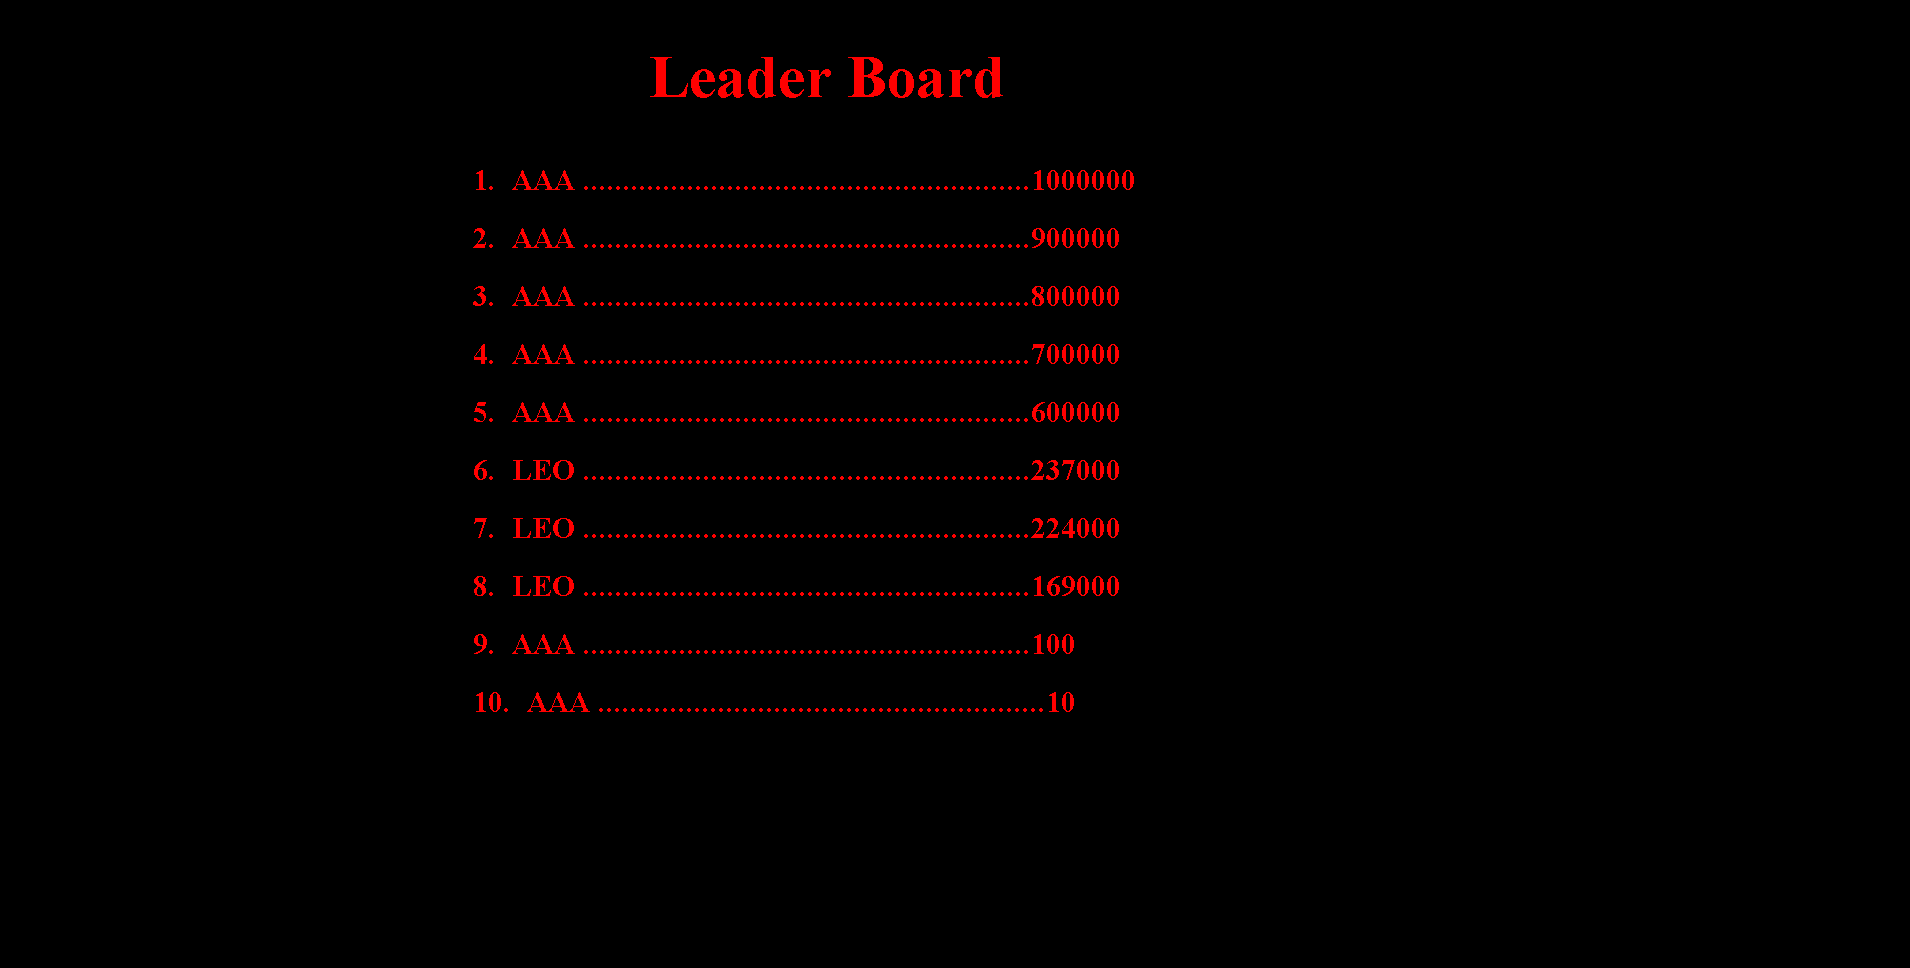 Leader Board
1. AAA ........................................................1000000
2. AAA ........................................................900000
3. AAA ........................................................800000
4. AAA ........................................................700000
5. AAA ........................................................600000
6. LEO ........................................................237000
7. LEO ........................................................224000
8. LEO ........................................................169000
9. AAA ........................................................100
10. AAA ........................................................10